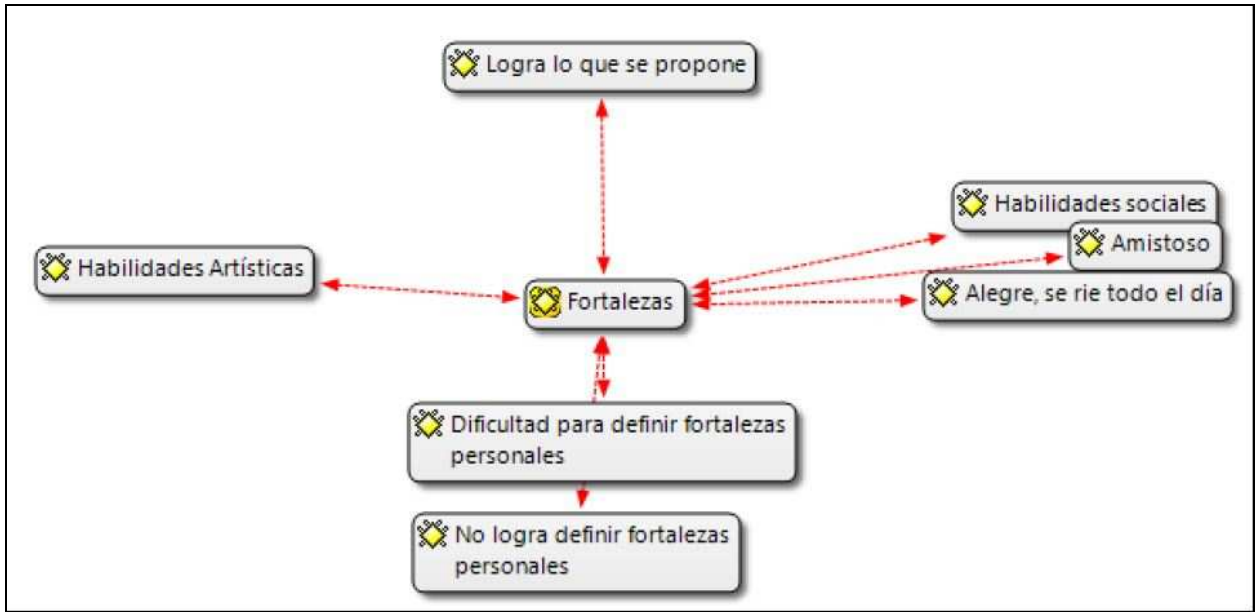 Logra lo que se propone
Habilidades sociales
Amistoso
Habilidades Artísticas
Alegre, se rie todo el día
Fortalezas
Dificultad para definir fortalezas
personales
No logra definir fortalezas
personales